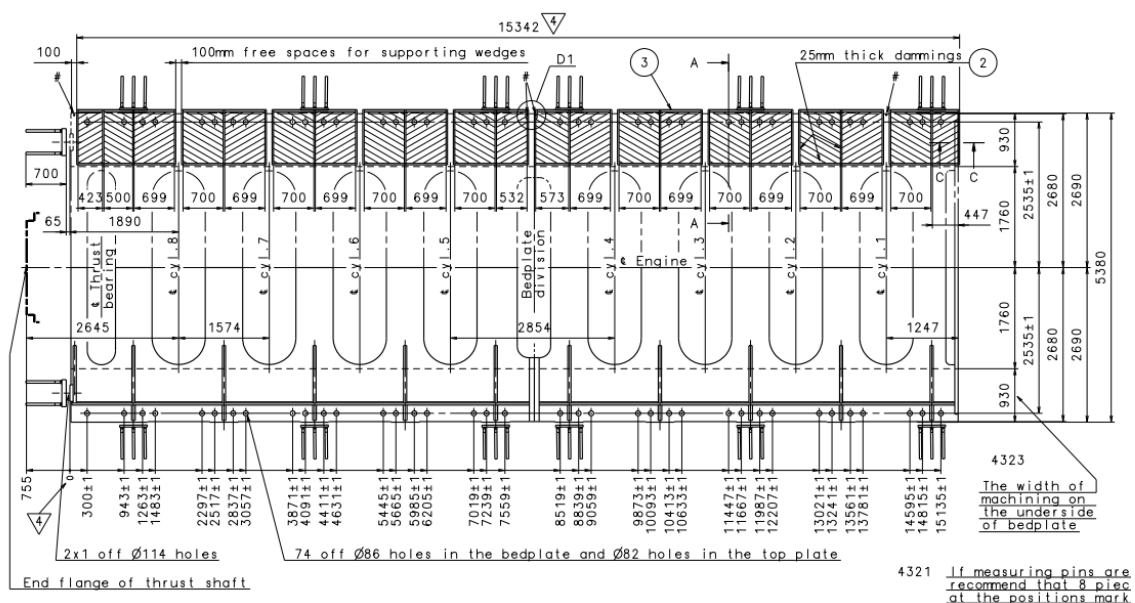 15342
4
100
100mm free spaces for supporting wedges
D1
A
25mm thick dammings
2
3
#
#
#
930
700
C
C
2535±1
2680
2690
423
500
699
700
699
700
699
700
699
700
532
573
699
700
699
700
699
700
699
700
447
65
1890
A
1760
5380
℄ Thrust
bearing
℄ cyl.8
℄ cyl.7
℄ cyl.6
℄ cyl.5
Bedplate
division
℄ cyl.4
℄ Engine
℄ cyl.3
℄ cyl.2
℄ cyl.1
2645
1574
2854
1247
1760
2535±1
2680
2690
930
755
0
300±1
943±1
1263±1
1483±1
2297±1
2517±1
2837±1
3057±1
3871±1
4091±1
4411±1
4631±1
5445±1
5665±1
5985±1
6205±1
7019±1
7239±1
7559±1
8519±1
8839±1
9059±1
9873±1
10093±1
10413±1
10633±1
11447±1
11667±1
11987±1
12207±1
13021±1
13241±1
13561±1
13781±1
14595±1
14815±1
15135±1
4323
The width of
machining on
the underside
of bedplate
4
2x1 off Ø114 holes
74 off Ø86 holes in the bedplate and Ø82 holes in the top plate
End flange of thrust shaft
4321 If measuring pins are
recommend that 8 piec
at the positions mark